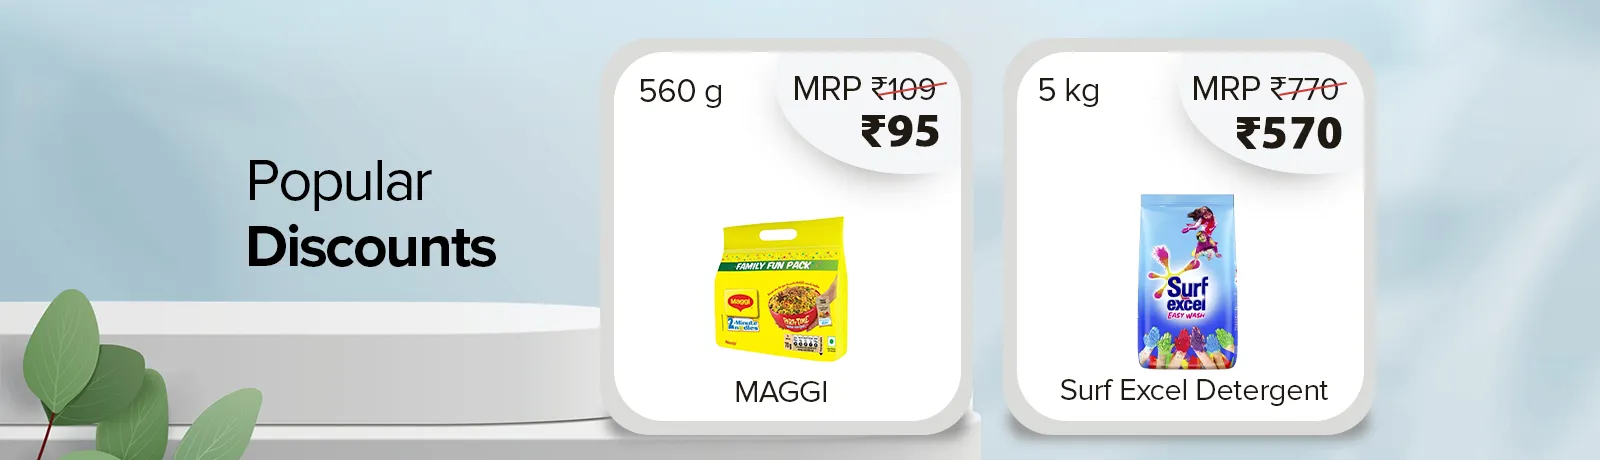 Popular
Discounts
560 g
MRP ₹109
₹95
FAMILY FUN PACK
Maggi
2-Minute
noodles
70g
MAGGI
5 kg
MRP ₹770
₹570
Surf
excel
EASY WASH
Surf Excel Detergent